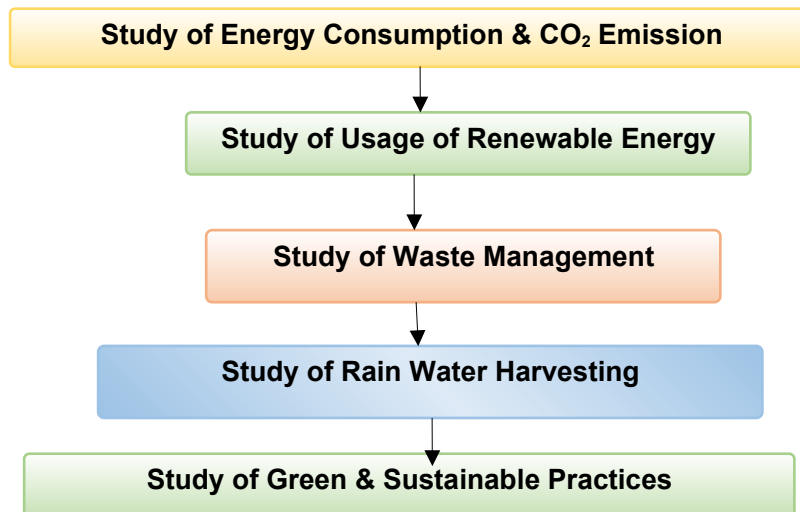 Study of Energy Consumption & CO₂ Emission
Study of Usage of Renewable Energy
Study of Waste Management
Study of Rain Water Harvesting
Study of Green & Sustainable Practices